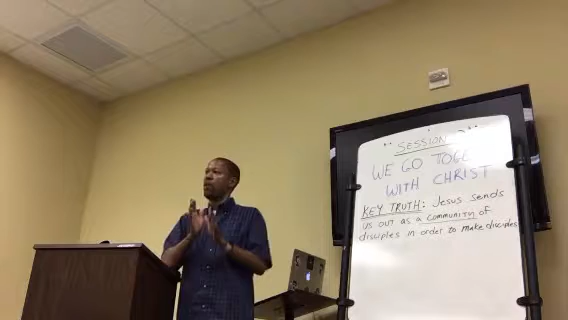 "SESSION
WE GO TOGE
WITH CHRIST
KEY TRUTH: Jesus sends
us out as a community of
disciples in order to make disciples